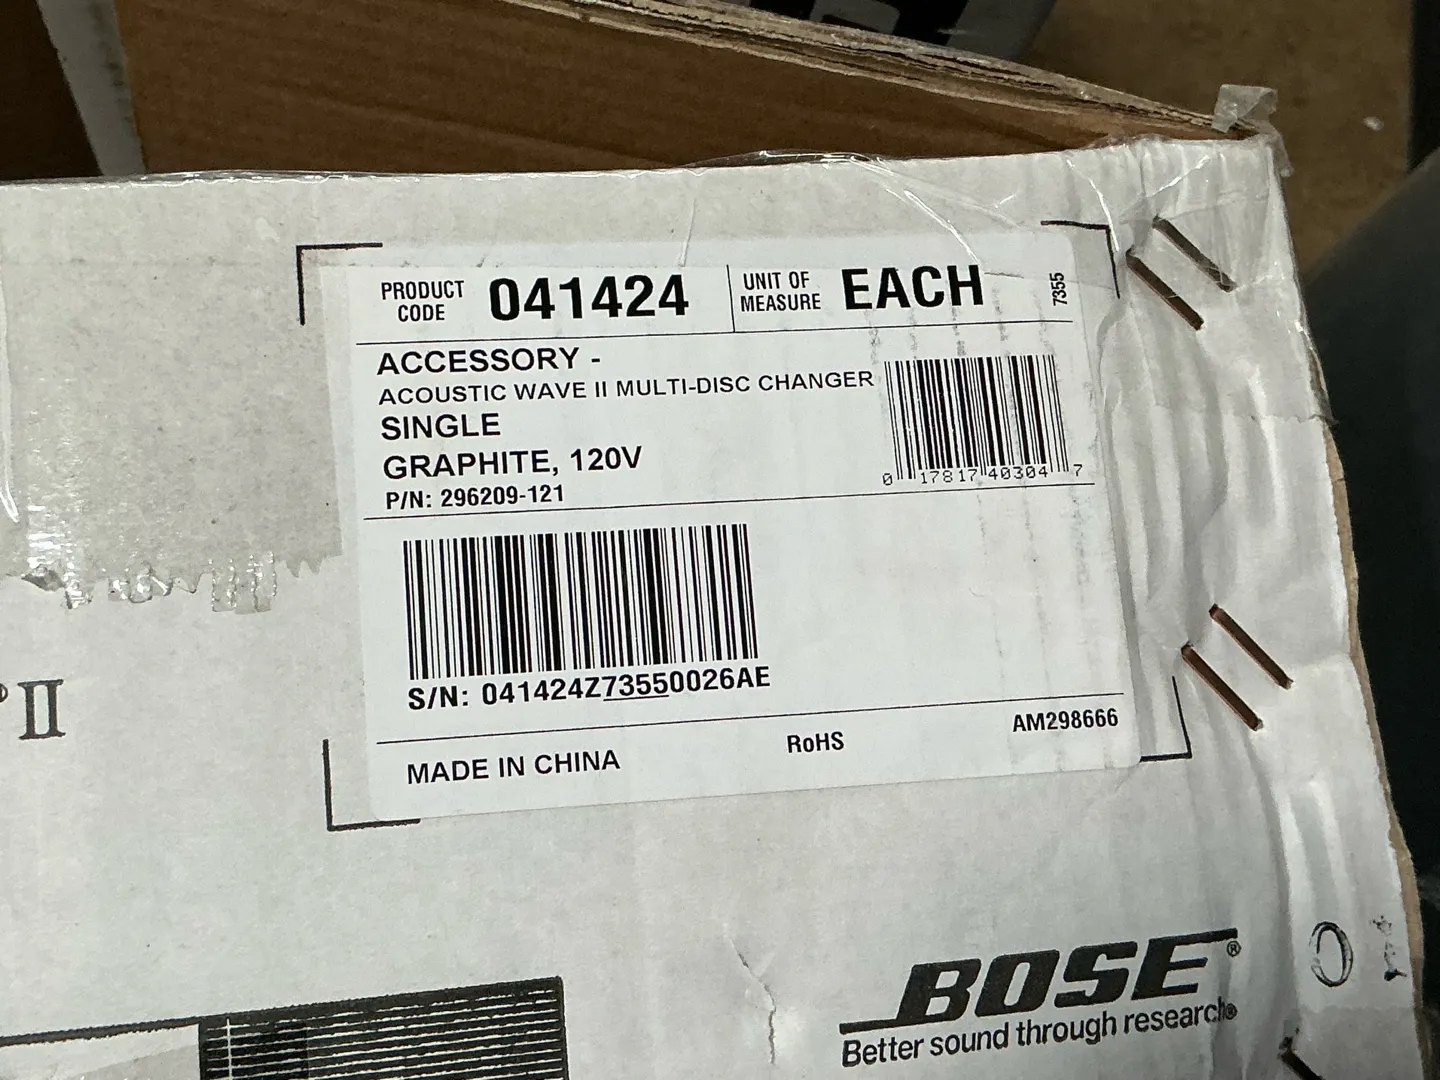 PRODUCT CODE 041424 UNIT OF MEASURE EACH 7355
ACCESSORY -
ACOUSTIC WAVE II MULTI-DISC CHANGER
SINGLE
GRAPHITE, 120V
P/N: 296209-121
0 17817 40304 7
S/N: 041424Z73550026AE
MADE IN CHINA RoHS AM298666
® II
BOSE®
Better sound through research®